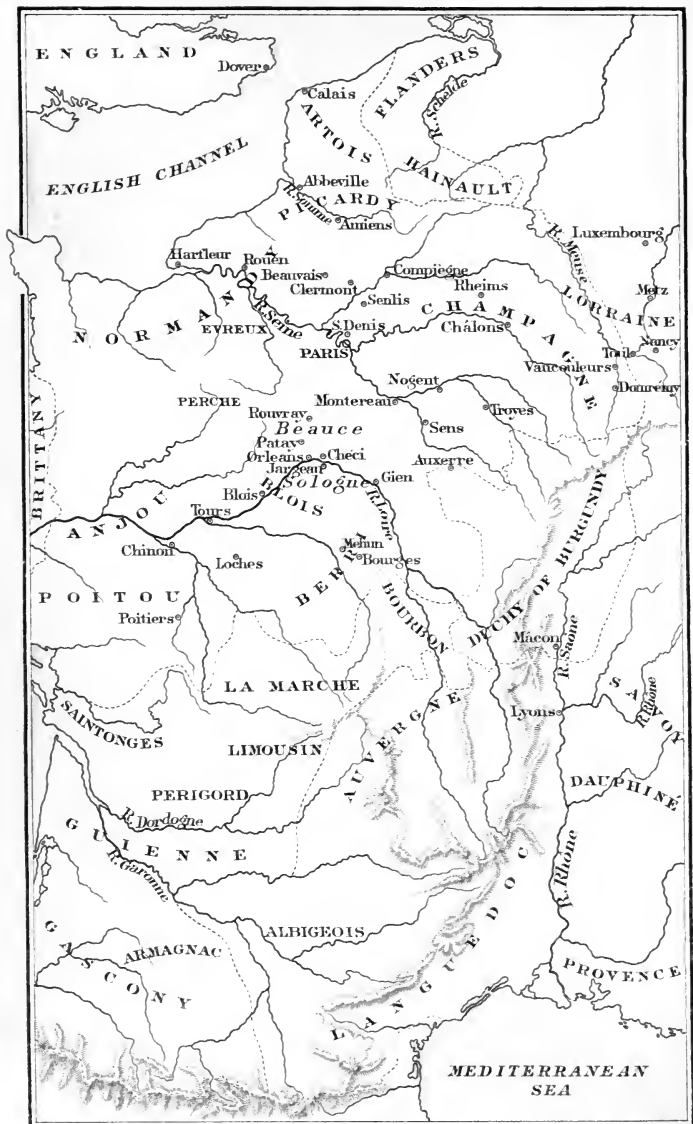 ENGLAND
Dover
Calais
FLANDERS
R. Schelde
ARTOIS
HAINAULT
ENGLISH CHANNEL
Abbeville
R. Somme
PICARDY
Amiens
R. Meuse
Luxembourg
Harfleur
Rouen
Beauvais
Clermont
Compiègne
Rheims
Metz
LORRAINE
Senlis
CHAMPAGNE
NORMANDY
EVREUX
R. Seine
S. Denis
PARIS
Châlons
Nancy
Toul
Vaucouleurs
Domremy
Nogent
PERCHE
Montereau
Troyes
Rouvray
Beauce
Sens
Patay
Orleans
Checi
Jargeau
Auxerre
BRITTANY
Sologne
Gien
R. Loire
Blois
BLOIS
ANJOU
Tours
Chinon
Loches
Mehun
Bourges
BERRI
DUCHY OF BURGUNDY
POITOU
Poitiers
BOURBON
Mâcon
R. Saône
LA MARCHE
SAVOY
R. Rhône
Lyons
SAINTONGES
LIMOUSIN
AUVERGNE
DAUPHINÉ
PERIGORD
R. Dordogne
GUIENNE
R. Garonne
R. Rhône
ALBIGEOIS
GASCONY
ARMAGNAC
LANGUEDOC
PROVENCE
MEDITERRANEAN
SEA